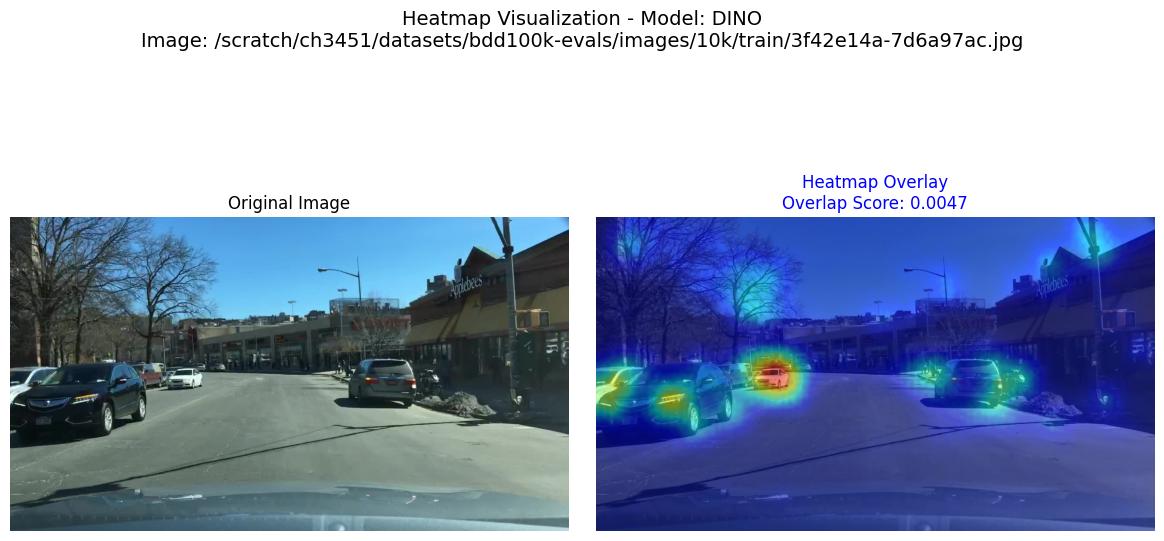 Heatmap Visualization - Model: DINO
Image: /scratch/ch3451/datasets/bdd100k-evals/images/10k/train/3f42e14a-7d6a97ac.jpg
Original Image
Heatmap Overlay
Overlap Score: 0.0047
Applebee's
Applebee's